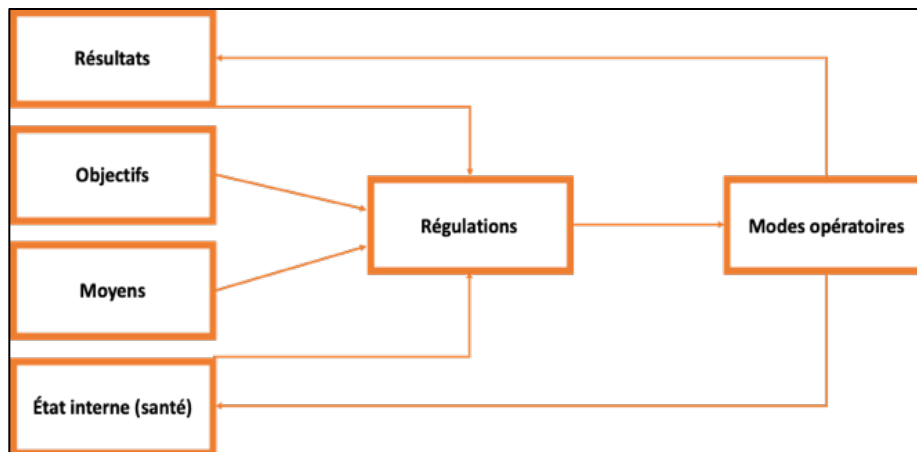 Résultats
Objectifs
Moyens
État interne (santé)
Régulations
Modes opératoires